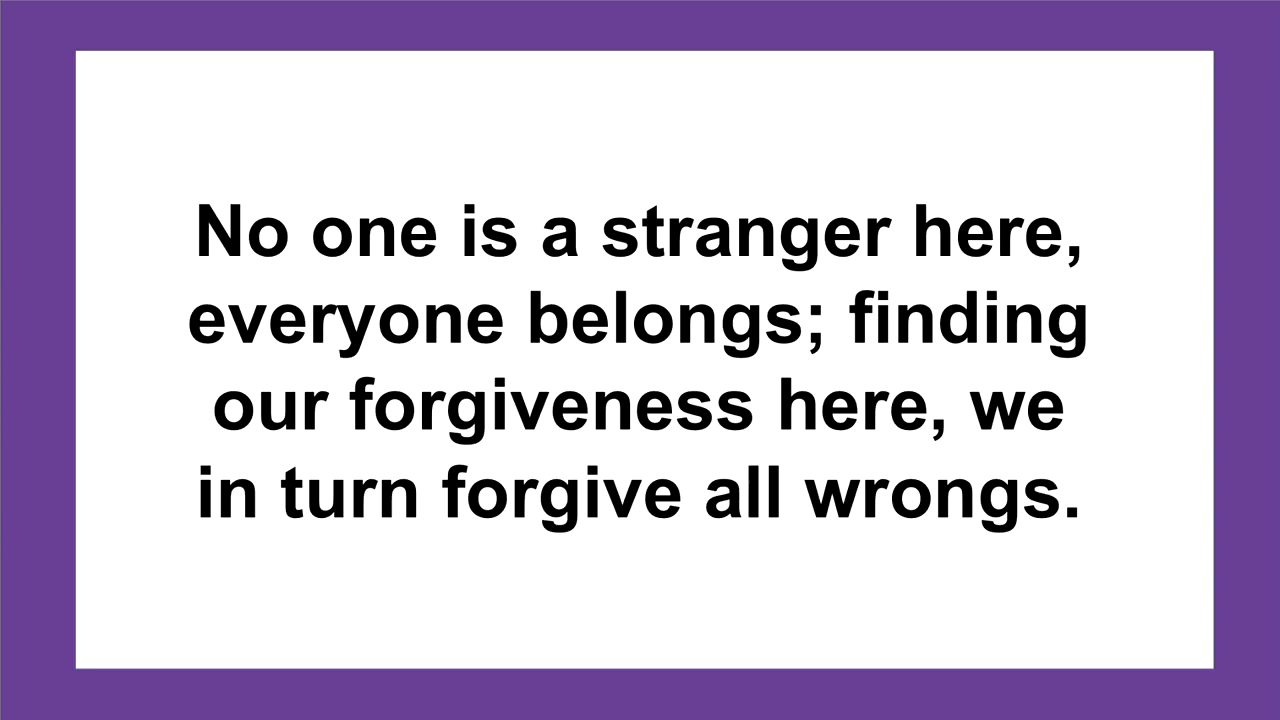 No one is a stranger here,
everyone belongs; finding
our forgiveness here, we
in turn forgive all wrongs.